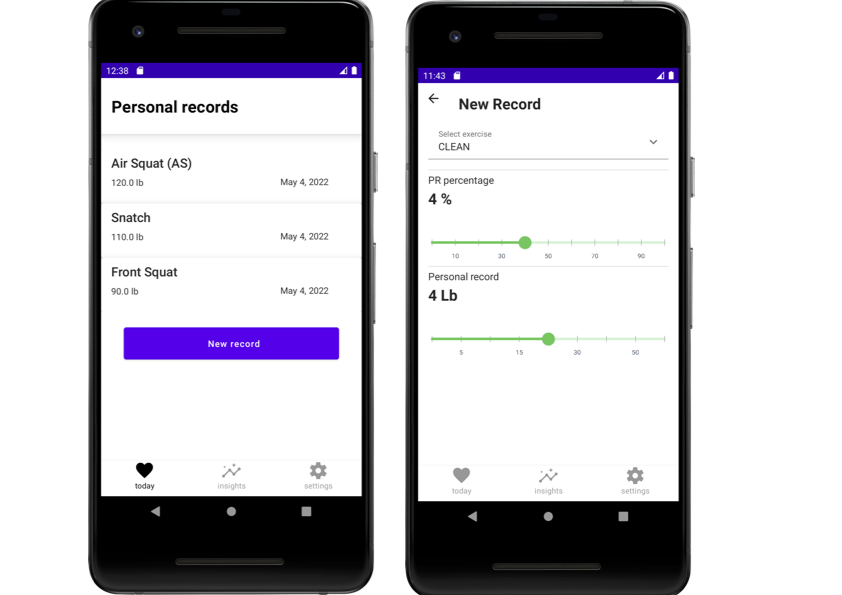 12:38
Personal records
Air Squat (AS)
120.0 lb May 4, 2022
Snatch
110.0 lb May 4, 2022
Front Squat
90.0 lb May 4, 2022
New record
today insights settings
11:43
New Record
Select exercise
CLEAN
PR percentage
4 %
10 30 50 70 90
Personal record
4 Lb
5 15 30 50
today insights settings